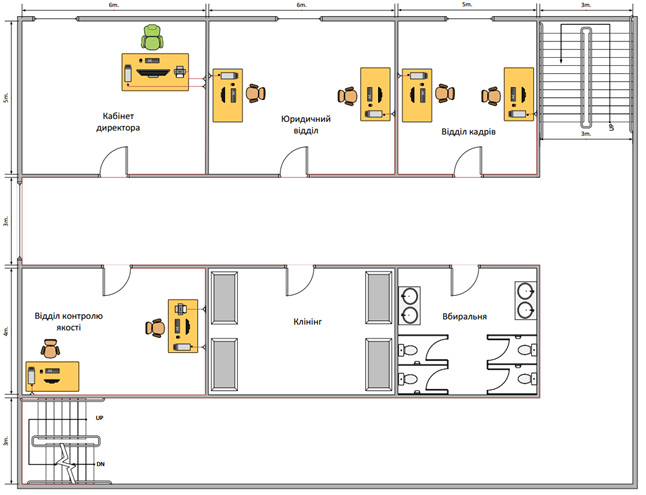 6m.
6m.
5m.
3m.
5m.
Кабінет
директора
Юридичний
відділ
Відділ кадрів
UP
3m.
3m.
4m.
Відділ контролю
якості
Клінінг
Вбиральня
3m.
UP
DN